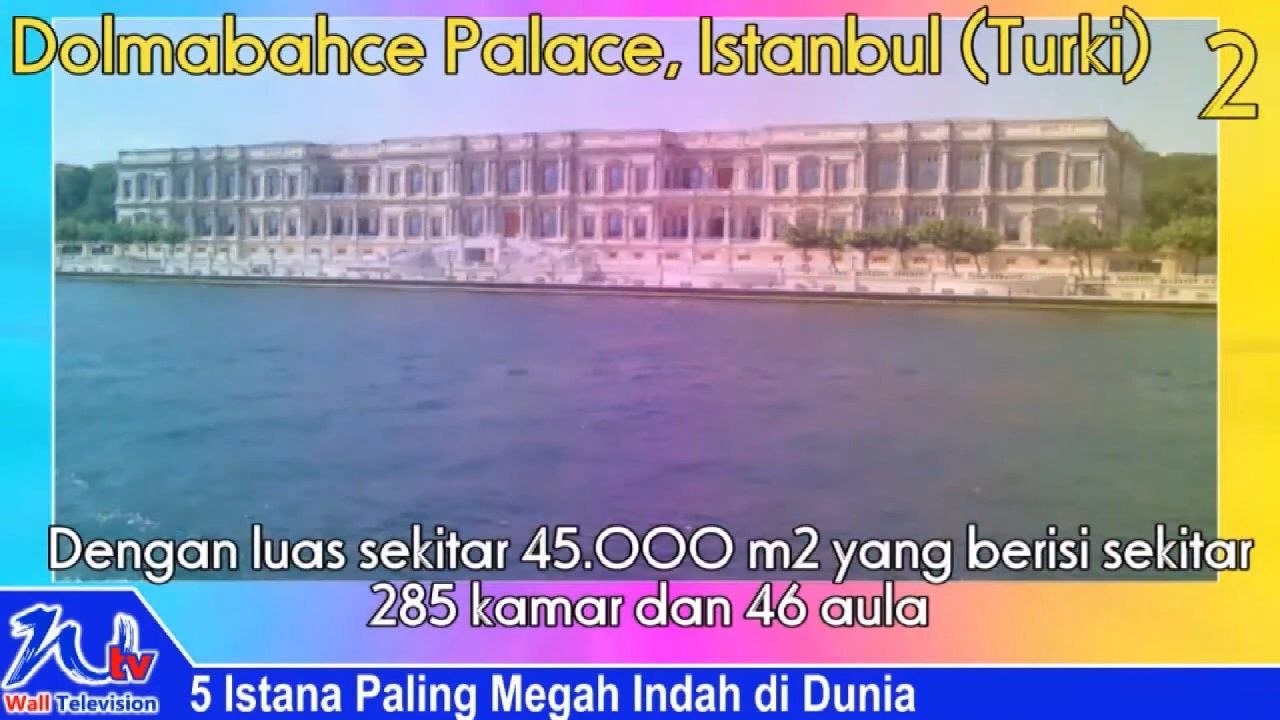 Dolmabahce Palace, Istanbul (Turki)
2
Dengan luas sekitar 45.000 m2 yang berisi sekitar
285 kamar dan 46 aula
tv
Wall Television
5 Istana Paling Megah Indah di Dunia